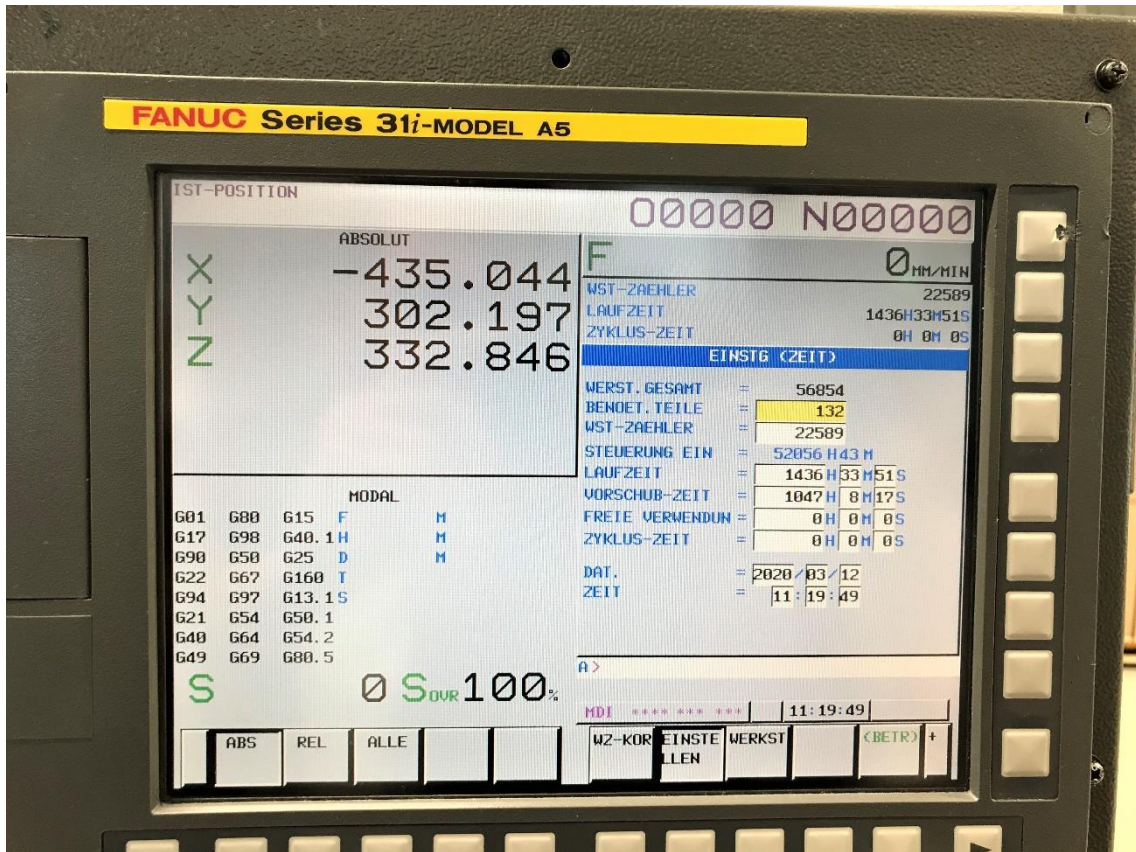 FANUC Series 31i-MODEL A5
IST-POSITION
O0000 N00000
ABSOLUT
X -435.044
Y 302.197
Z 332.846
F 0 MM/MIN
WST-ZAEHLER 22589
LAUFZEIT 1436H33M51S
ZYKLUS-ZEIT 0H 0M 0S
EINSTG (ZEIT)
WERST.GESAMT = 56854
BENOET.TEILE = 132
WST-ZAEHLER = 22589
STEUERUNG EIN = 52056 H 43 M
LAUFZEIT = 1436 H 33 M 51 S
VORSCHUB-ZEIT = 1047 H 8 M 17 S
FREIE VERWENDUN = 0 H 0 M 0 S
ZYKLUS-ZEIT = 0 H 0 M 0 S
DAT. = 2020/03/12
ZEIT = 11:19:49
MODAL
G01 G80 G15 F M
G17 G98 G40.1 H M
G90 G50 G25 D M
G22 G67 G160 T
G94 G97 G13.1 S
G21 G54 G50.1
G40 G64 G54.2
G49 G69 G80.5
S 0 SOVR 100%
A>
MDI **** *** *** 11:19:49
ABS REL ALLE
WZ-KOR EINSTELLEN WERKST (BETR) +